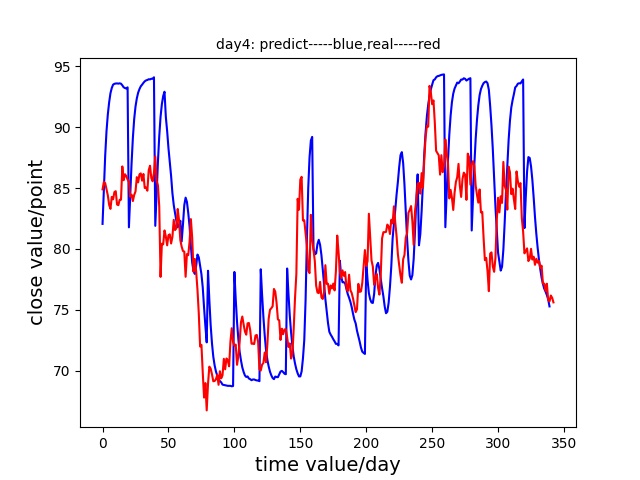 day4: predict-----blue,real-----red
95
90
85
80
75
70
close value/point
0 50 100 150 200 250 300 350
time value/day